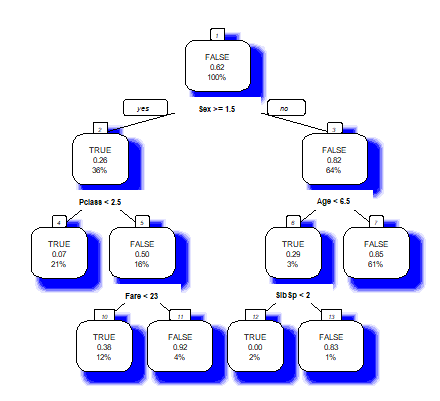 1
FALSE
0.62
100%
yes
Sex >= 1.5
no
2
TRUE
0.26
36%
3
FALSE
0.82
64%
Pclass < 2.5
Age < 6.5
4
TRUE
0.07
21%
5
FALSE
0.50
16%
6
TRUE
0.29
3%
7
FALSE
0.85
61%
Fare < 23
SibSp < 2
10
TRUE
0.38
12%
11
FALSE
0.92
4%
12
TRUE
0.00
2%
13
FALSE
0.83
1%